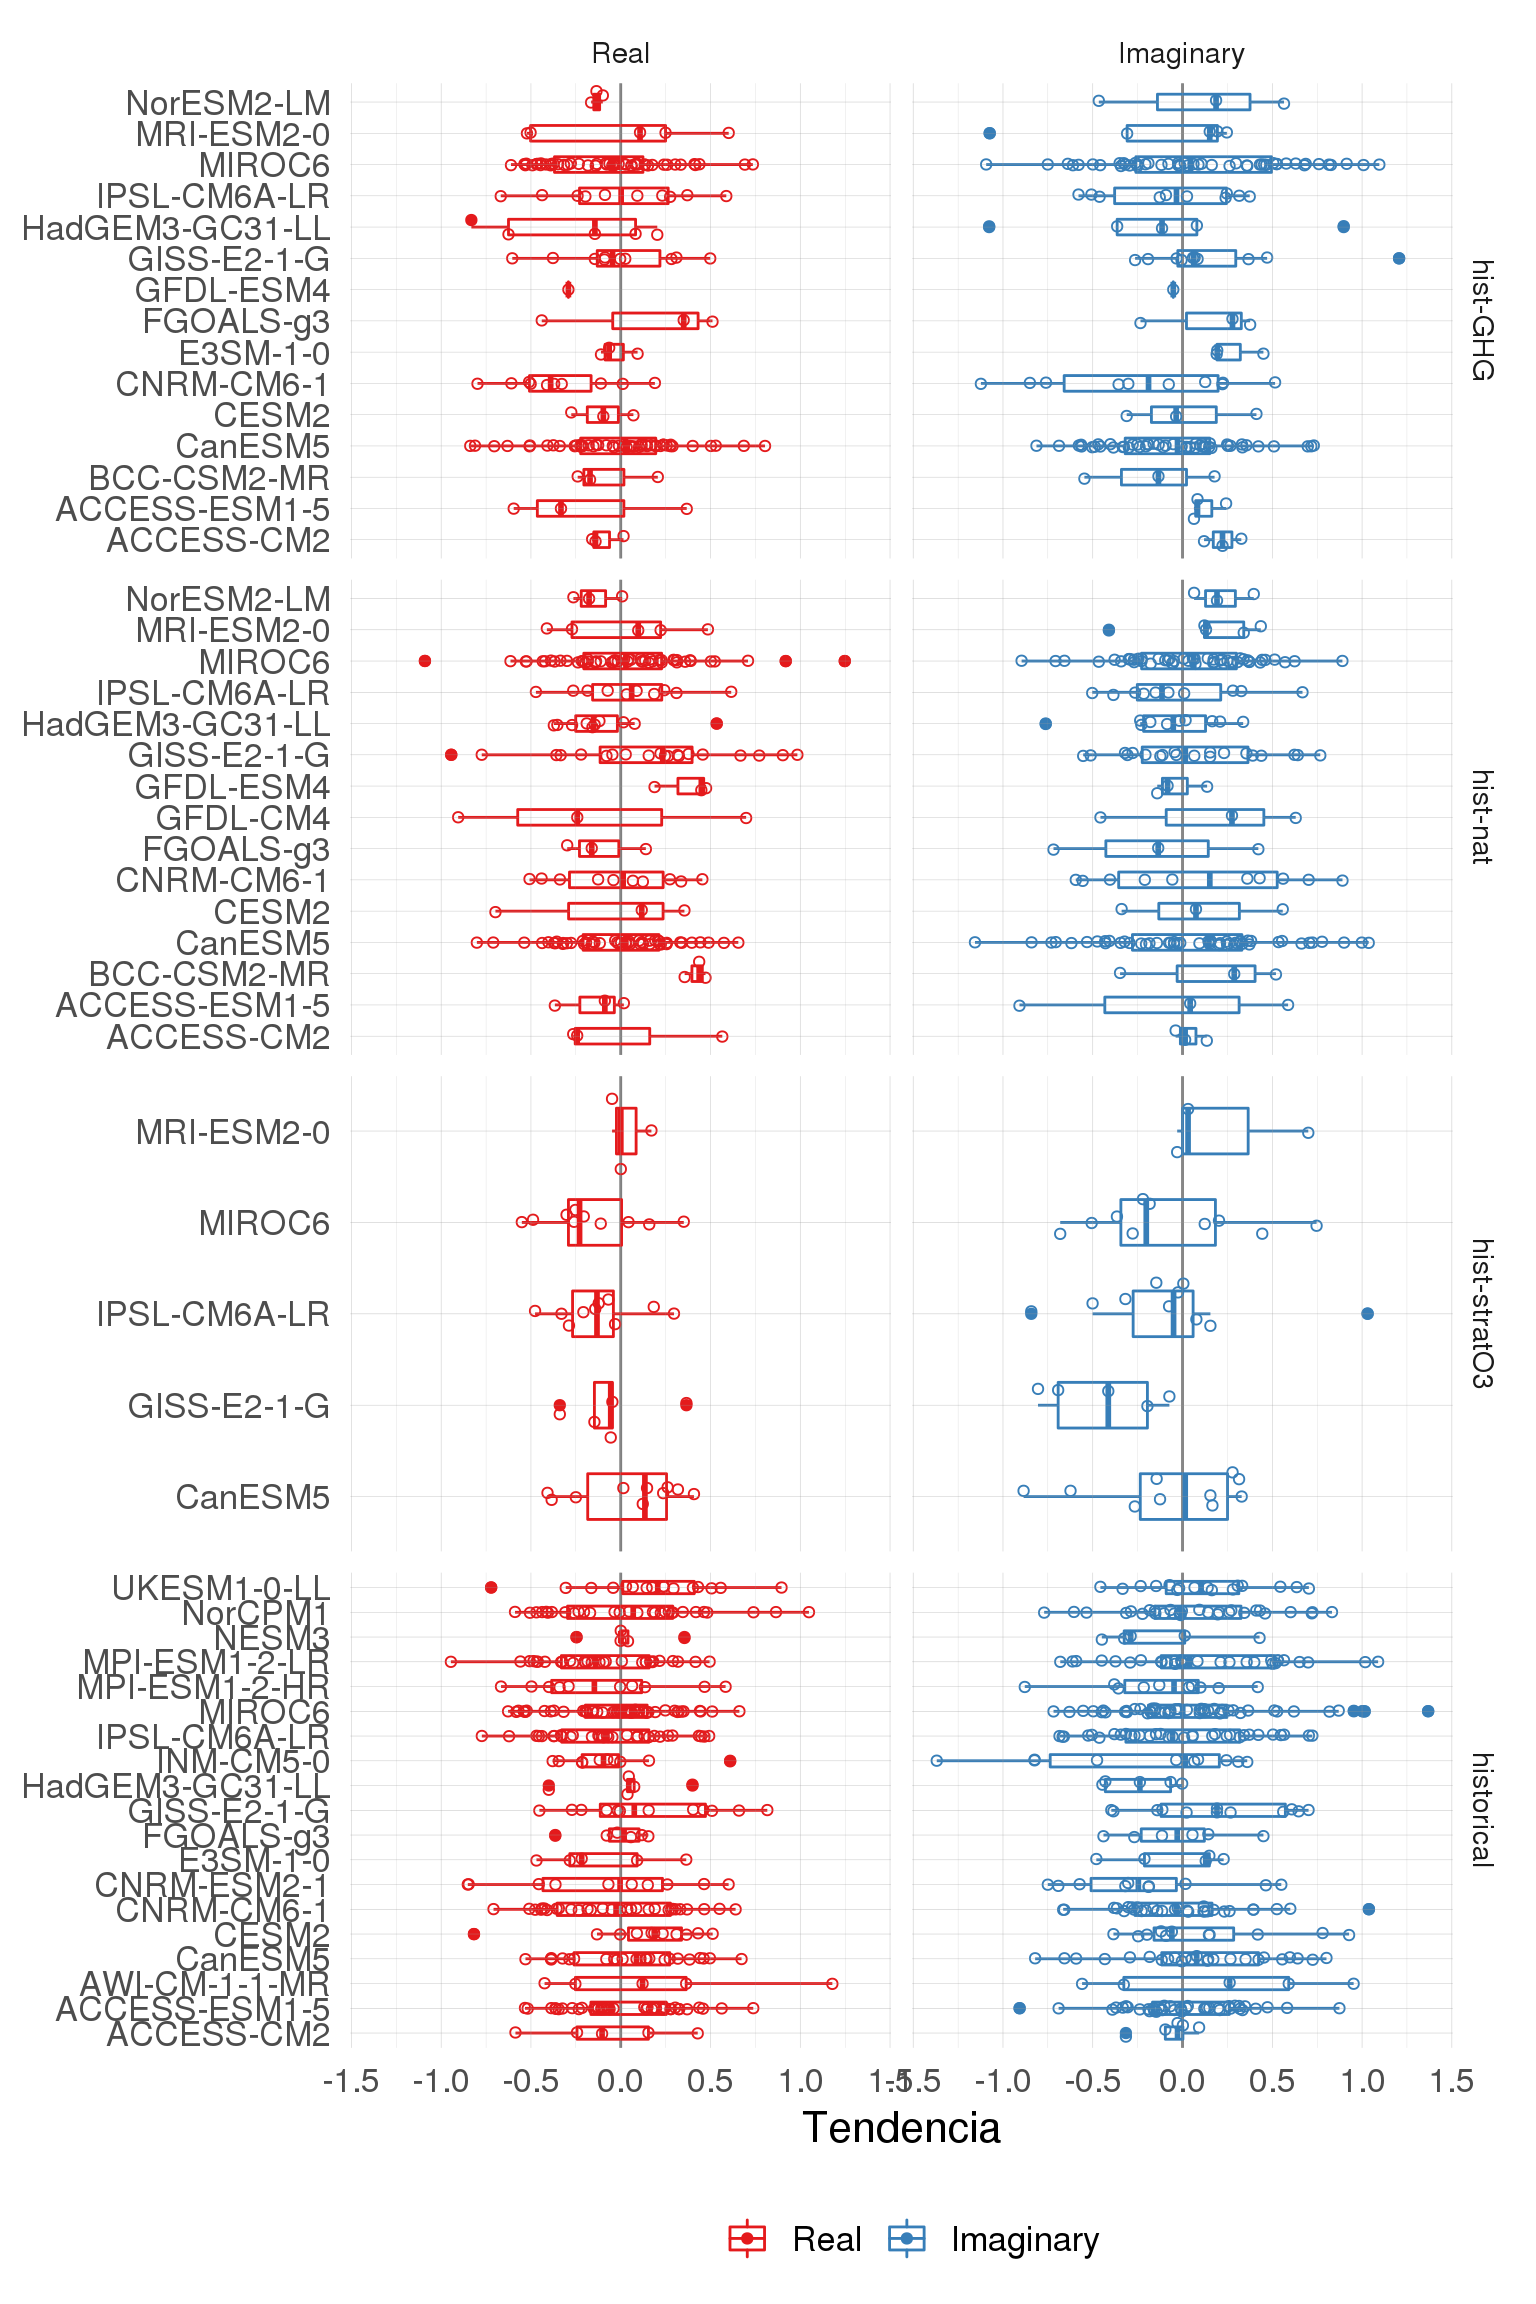 Real Imaginary
NorESM2-LM
MRI-ESM2-0
MIROC6
IPSL-CM6A-LR
HadGEM3-GC31-LL
GISS-E2-1-G
GFDL-ESM4
FGOALS-g3
E3SM-1-0
CNRM-CM6-1
CESM2
CanESM5
BCC-CSM2-MR
ACCESS-ESM1-5
ACCESS-CM2
hist-GHG
NorESM2-LM
MRI-ESM2-0
MIROC6
IPSL-CM6A-LR
HadGEM3-GC31-LL
GISS-E2-1-G
GFDL-ESM4
GFDL-CM4
FGOALS-g3
CNRM-CM6-1
CESM2
CanESM5
BCC-CSM2-MR
ACCESS-ESM1-5
ACCESS-CM2
hist-nat
MRI-ESM2-0
MIROC6
IPSL-CM6A-LR
GISS-E2-1-G
CanESM5
hist-stratO3
UKESM1-0-LL
NorCPM1
NESM3
MPI-ESM1-2-LR
MPI-ESM1-2-HR
MIROC6
IPSL-CM6A-LR
INM-CM5-0
HadGEM3-GC31-LL
GISS-E2-1-G
FGOALS-g3
E3SM-1-0
CNRM-ESM2-1
CNRM-CM6-1
CESM2
CanESM5
AWI-CM-1-1-MR
ACCESS-ESM1-5
ACCESS-CM2
historical
-1.5 -1.0 -0.5 0.0 0.5 1.0 1.5 -1.5 -1.0 -0.5 0.0 0.5 1.0 1.5
Tendencia
Real Imaginary